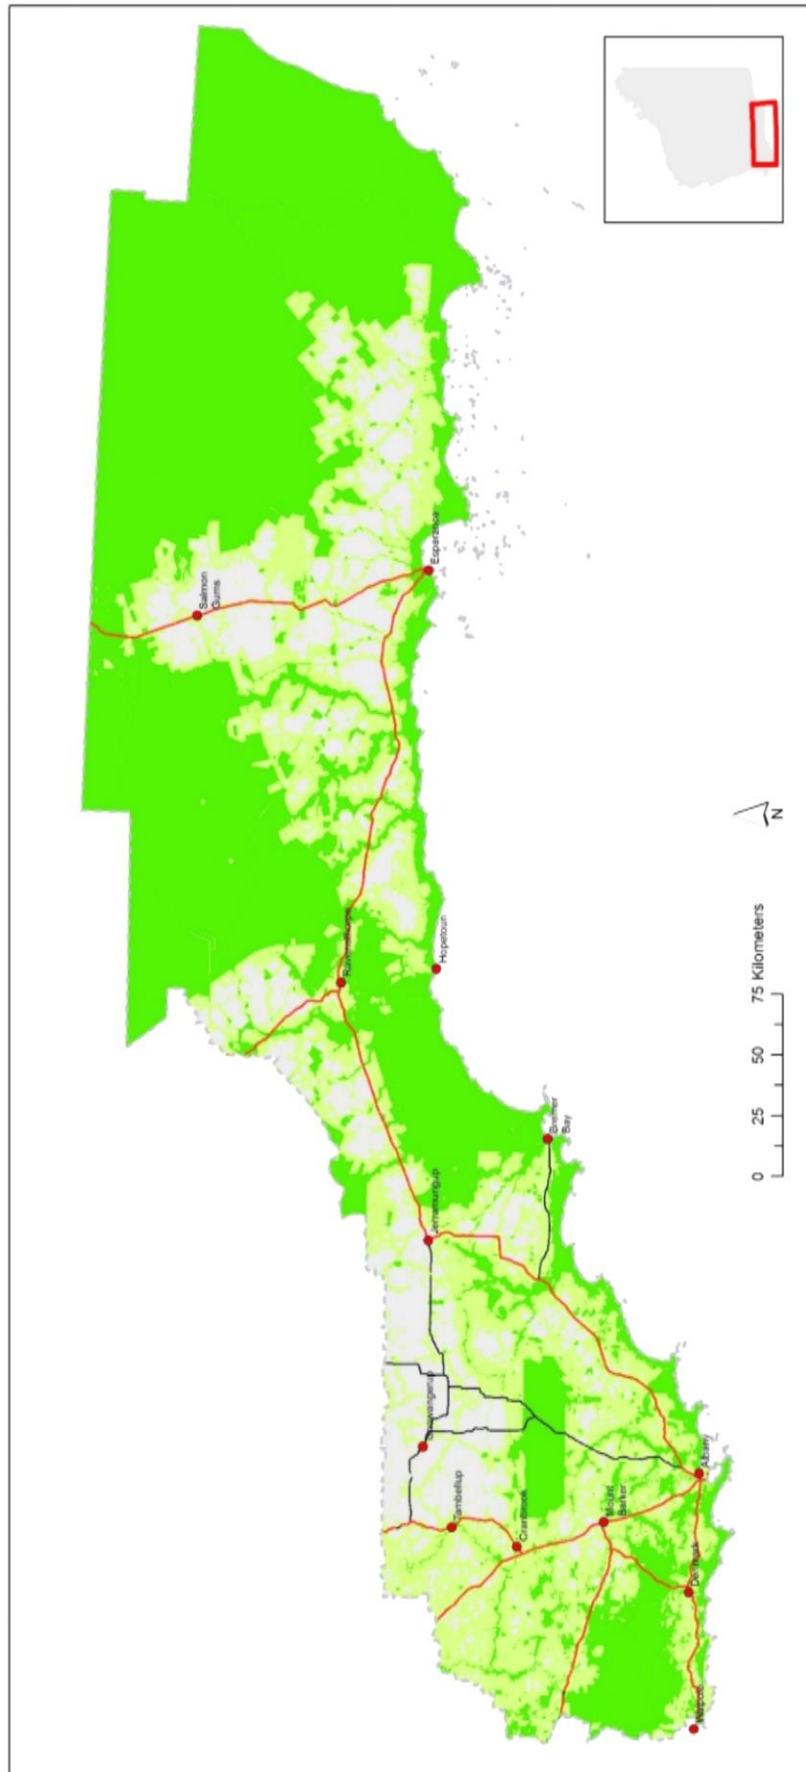 Salmon
Gums
Esperance
Ravensthorpe
Hopetoun
Bremer
Bay
Jerramungup
Gnowangerup
Tambellup
Cranbrook
Mount
Barker
Albany
Denmark
Walpole
N
0 25 50 75 Kilometers